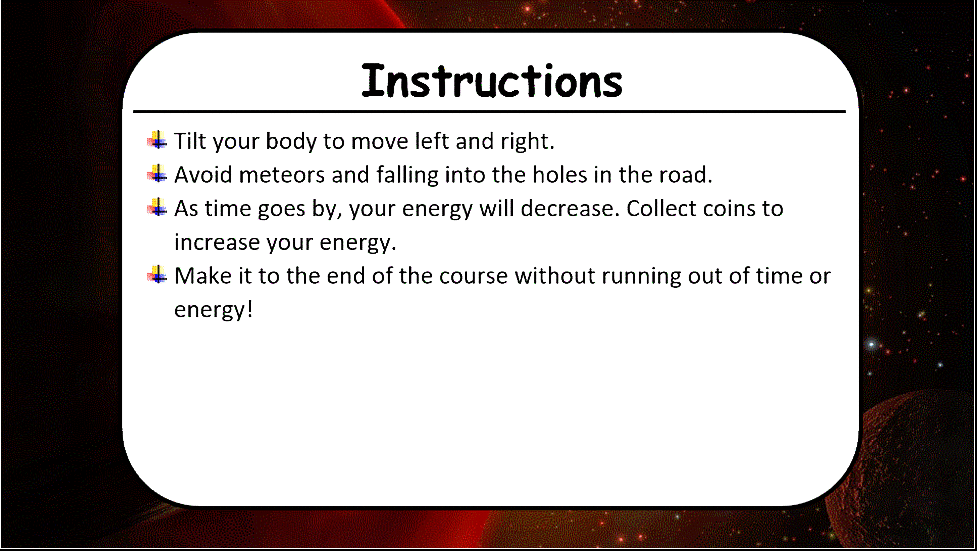 Instructions
Tilt your body to move left and right.
Avoid meteors and falling into the holes in the road.
As time goes by, your energy will decrease. Collect coins to
increase your energy.
Make it to the end of the course without running out of time or
energy!